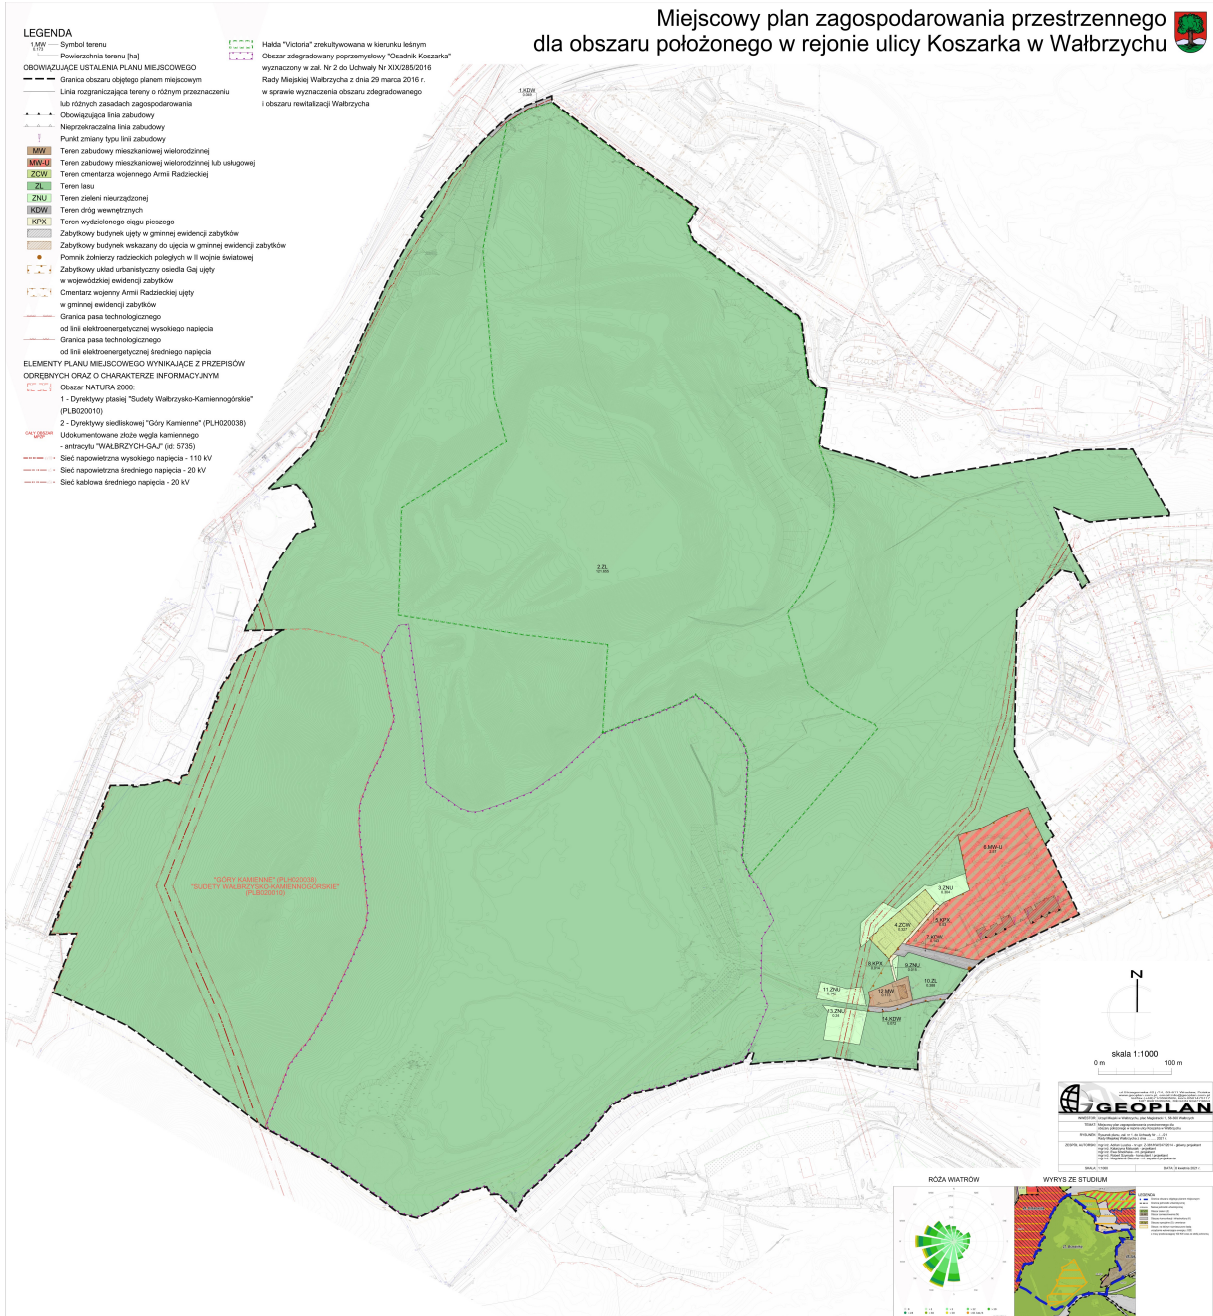 Miejscowy plan zagospodarowania przestrzennego
dla obszaru położonego w rejonie ulicy Koszarka w Wałbrzychu
LEGENDA
1.MW
0.173
Symbol terenu
Powierzchnia terenu [ha]
OBOWIĄZUJĄCE USTALENIA PLANU MIEJSCOWEGO
Granica obszaru objętego planem miejscowym
Linia rozgraniczająca tereny o różnym przeznaczeniu
lub różnych zasadach zagospodarowania
Obowiązująca linia zabudowy
Nieprzekraczalna linia zabudowy
Punkt zmiany typu linii zabudowy
MW Teren zabudowy mieszkaniowej wielorodzinnej
MW-U Teren zabudowy mieszkaniowej wielorodzinnej lub usługowej
ZCW Teren cmentarza wojennego Armii Radzieckiej
ZL Teren lasu
ZNU Teren zieleni nieurządzonej
KDW Teren dróg wewnętrznych
KPX Teren wydzielonego ciągu pieszego
Zabytkowy budynek ujęty w gminnej ewidencji zabytków
Zabytkowy budynek wskazany do ujęcia w gminnej ewidencji zabytków
Pomnik żołnierzy radzieckich poległych w II wojnie światowej
Zabytkowy układ urbanistyczny osiedla Gaj ujęty
w wojewódzkiej ewidencji zabytków
Cmentarz wojenny Armii Radzieckiej ujęty
w gminnej ewidencji zabytków
Granica pasa technologicznego
od linii elektroenergetycznej wysokiego napięcia
Granica pasa technologicznego
od linii elektroenergetycznej średniego napięcia
ELEMENTY PLANU MIEJSCOWEGO WYNIKAJĄCE Z PRZEPISÓW
ODRĘBNYCH ORAZ O CHARAKTERZE INFORMACYJNYM
Obszar NATURA 2000:
1 - Dyrektywy ptasiej "Sudety Wałbrzysko-Kamiennogórskie"
(PLB020010)
2 - Dyrektywy siedliskowej "Góry Kamienne" (PLH020038)
CAŁY OBSZAR
MPZP
Udokumentowane złoże węgla kamiennego
- antracytu "WAŁBRZYCH-GAJ" (id: 5735)
Sieć napowietrzna wysokiego napięcia - 110 kV
Sieć napowietrzna średniego napięcia - 20 kV
Sieć kablowa średniego napięcia - 20 kV
Hałda "Victoria" zrekultywowana w kierunku leśnym
Obszar zdegradowany poprzemysłowy "Osadnik Koszarka"
wyznaczony w zał. Nr 2 do Uchwały Nr XIX/285/2016
Rady Miejskiej Wałbrzycha z dnia 29 marca 2016 r.
w sprawie wyznaczenia obszaru zdegradowanego
i obszaru rewitalizacji Wałbrzycha
1.KDW
2.ZL
"GÓRY KAMIENNE" (PLH020038)
"SUDETY WAŁBRZYSKO-KAMIENNOGÓRSKIE"
(PLB020010)
6.MW-U
3.ZNU
5.KPX
4.ZCW
7.KDW
8.KPX
9.ZNU
10.ZL
11.ZNU
12.MW
13.ZNU
14.KDW
N
skala 1:1000
0 m 100 m
GEOPLAN
RÓŻA WIATRÓW
WYRYS ZE STUDIUM
LEGENDA